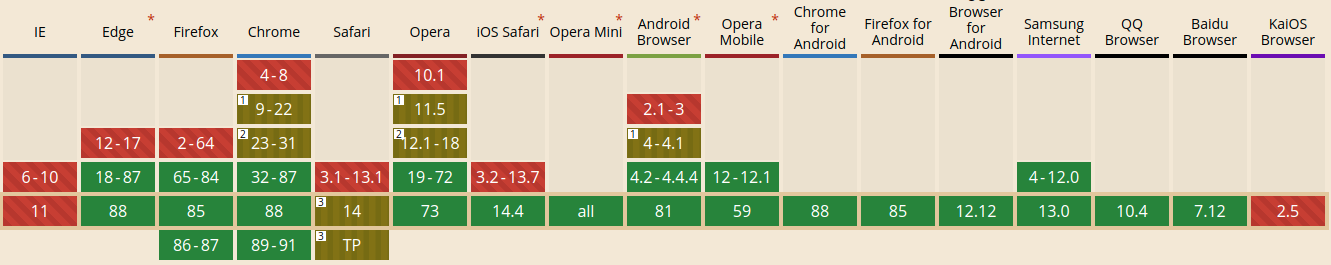 IE
Edge *
Firefox
Chrome
Safari
Opera
iOS Safari *
Opera Mini *
Android *
Browser
Opera *
Mobile
Chrome
for
Android
Firefox for
Android
Browser
for
Android
Samsung
Internet
QQ
Browser
Baidu
Browser
KaiOS
Browser
4-8 10.1
1 9-22 1 11.5 2.1-3
12-17 2-64 2 23-31 2 12.1-18 1 4-4.1
6-10 18-87 65-84 32-87 3.1-13.1 19-72 3.2-13.7 4.2-4.4.4 12-12.1 4-12.0
11 88 85 88 3 14 73 14.4 all 81 59 88 85 12.12 13.0 10.4 7.12 2.5
86-87 89-91 3 TP